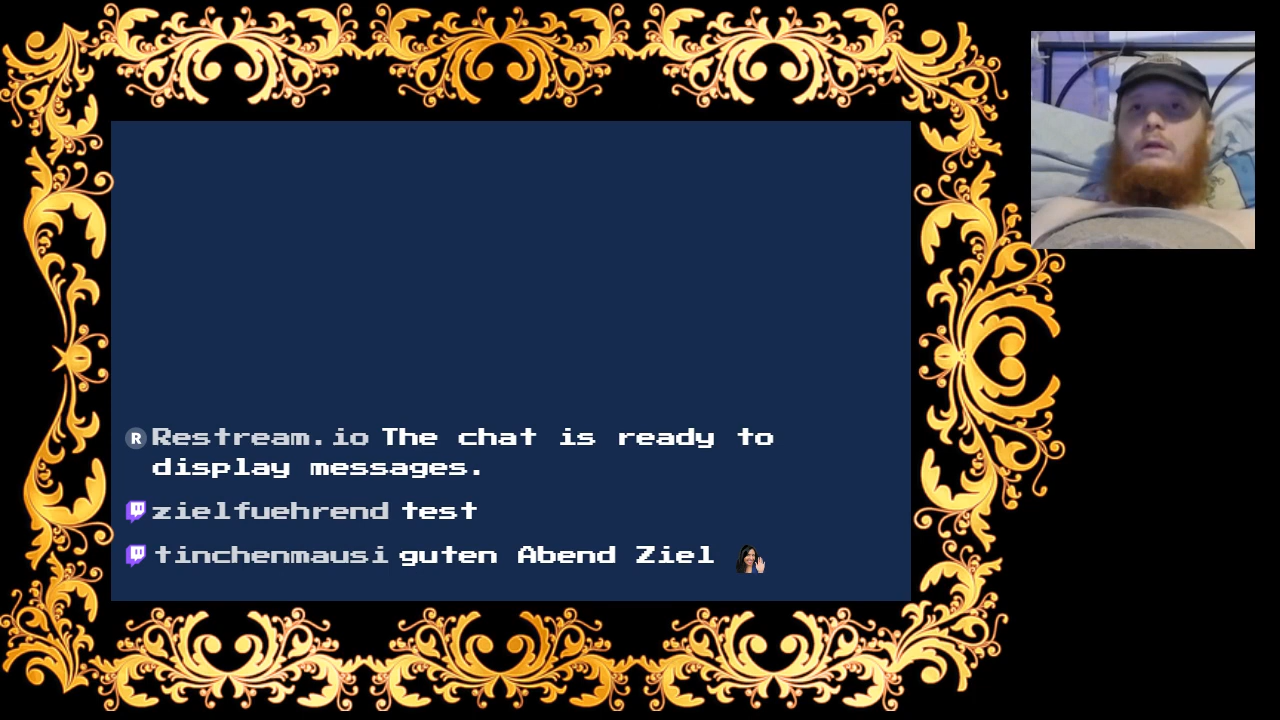 R Restream.io The chat is ready to
display messages.
zielfuehrend test
tinchenmausi guten Abend Ziel